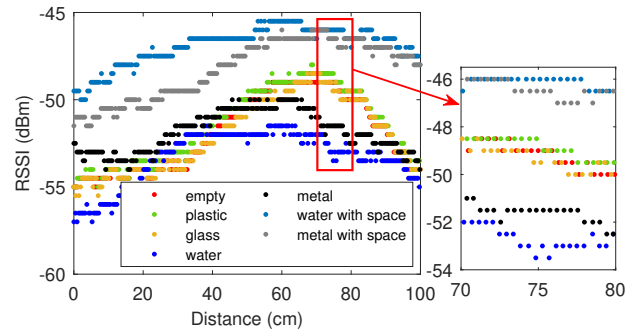 -45
-50
-55
-60
RSSI (dBm)
0 20 40 60 80 100
Distance (cm)
empty
plastic
glass
water
metal
water with space
metal with space
-46
-48
-50
-52
-54
70 75 80